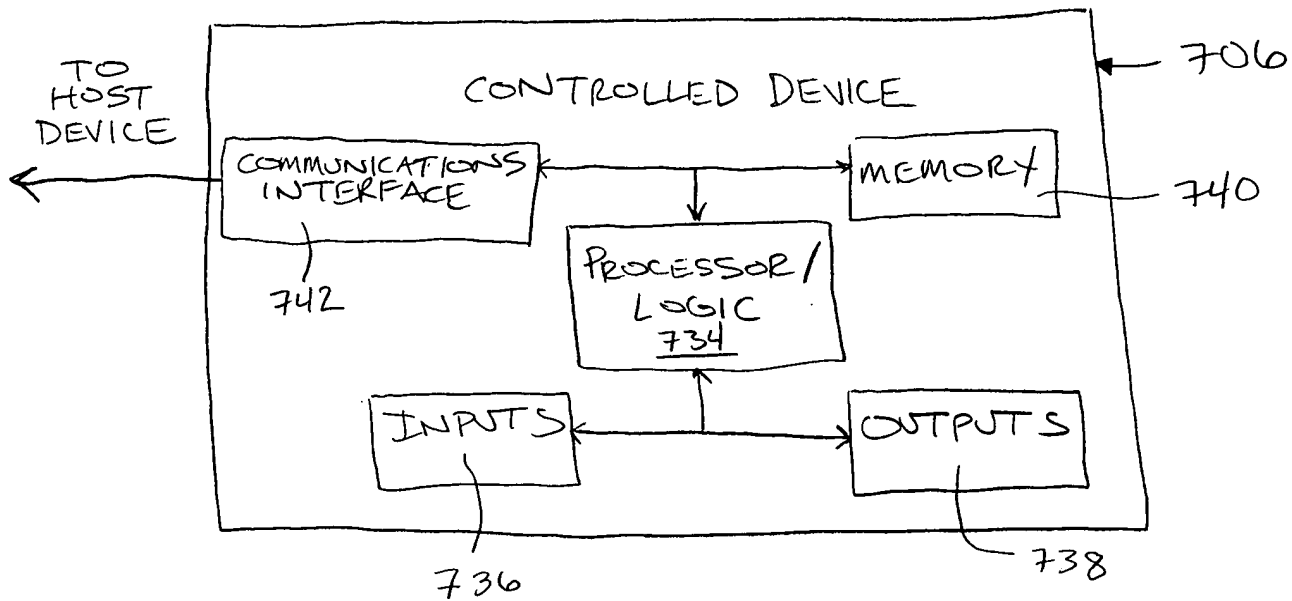 TO
HOST
DEVICE
CONTROLLED DEVICE
706
COMMUNICATIONS
INTERFACE
742
MEMORY
740
PROCESSOR/
LOGIC
734
INPUTS
736
OUTPUTS
738